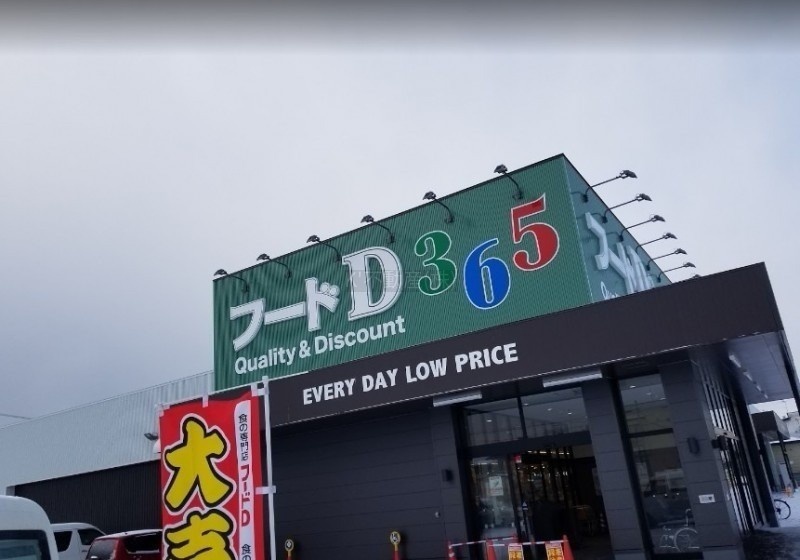 フードD365
Quality & Discount
EVERY DAY LOW PRICE
食の専門店 フードD
大